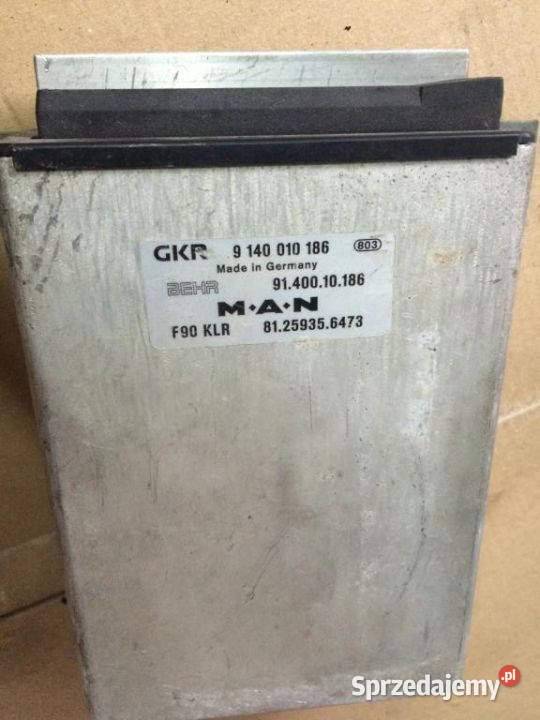 GKR 9 140 010 186 803
Made in Germany
BEHR 91.400.10.186
M·A·N
F90 KLR 81.25935.6473
Sprzedajemy.pl